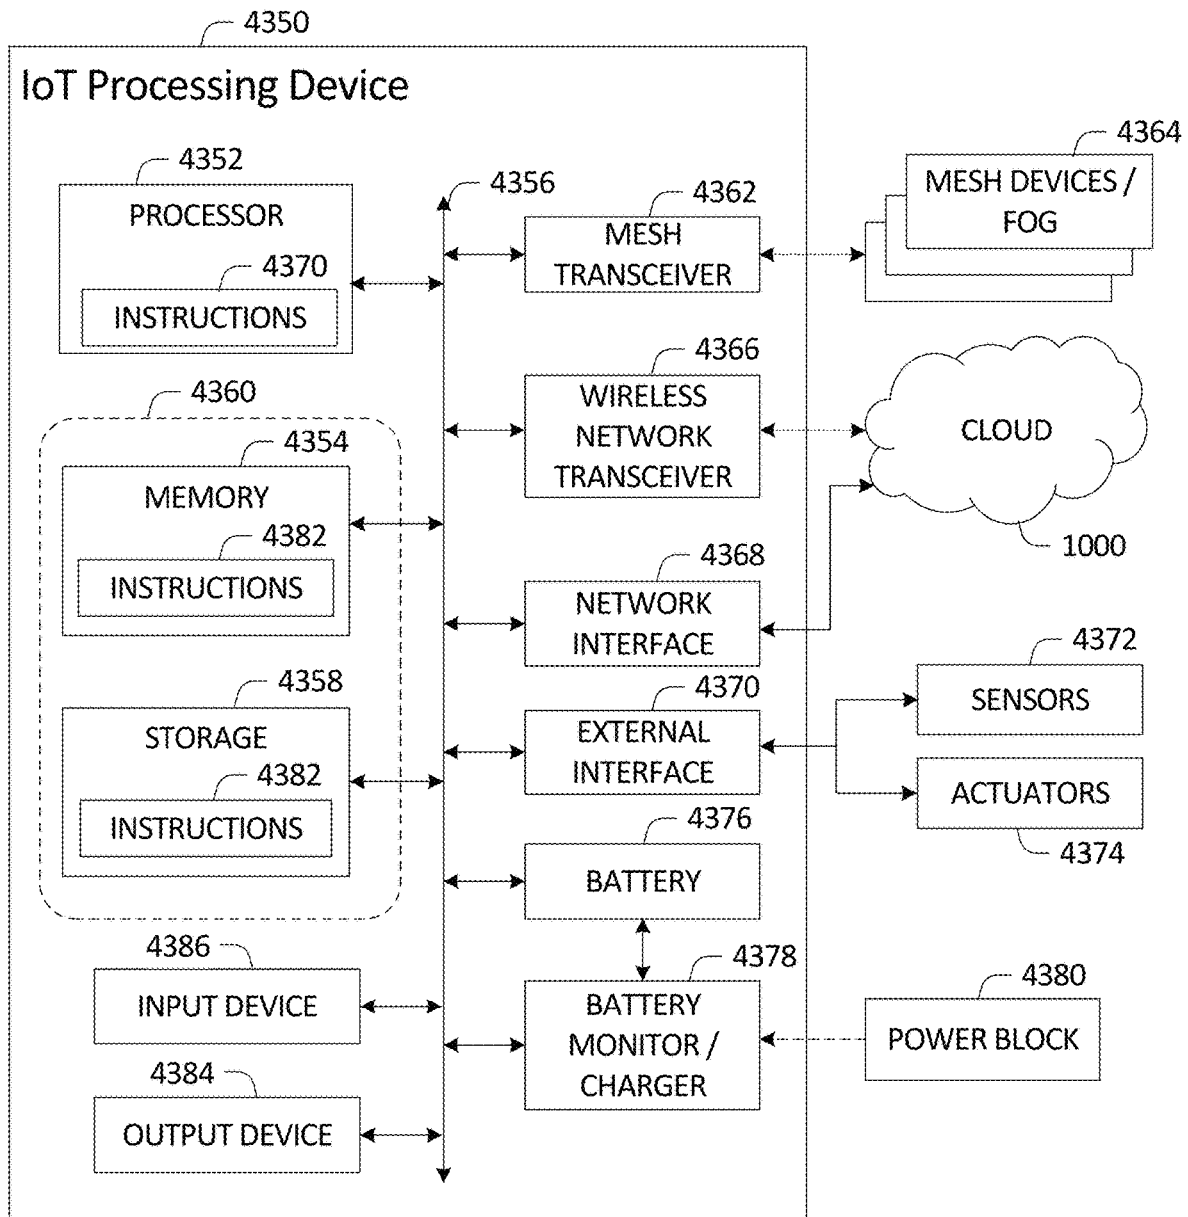 4350
IoT Processing Device
4352
PROCESSOR
4370
INSTRUCTIONS
4360
4354
MEMORY
4382
INSTRUCTIONS
4358
STORAGE
4382
INSTRUCTIONS
4386
INPUT DEVICE
4384
OUTPUT DEVICE
4356
4362
MESH
TRANSCEIVER
4366
WIRELESS
NETWORK
TRANSCEIVER
4368
NETWORK
INTERFACE
4370
EXTERNAL
INTERFACE
4376
BATTERY
4378
BATTERY
MONITOR /
CHARGER
4364
MESH DEVICES /
FOG
CLOUD
1000
4372
SENSORS
ACTUATORS
4374
4380
POWER BLOCK